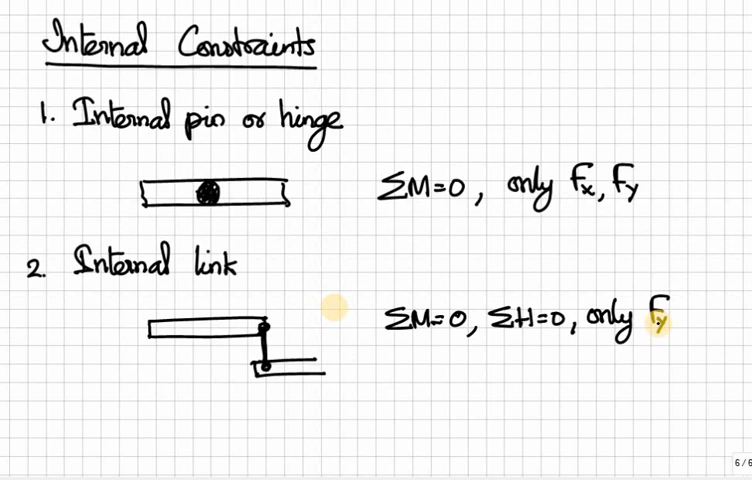 Internal Constraints
1. Internal pin or hinge
ΣM=0, only Fx, Fy
2. Internal link
ΣM=0, ΣH=0, only Fy
6/6